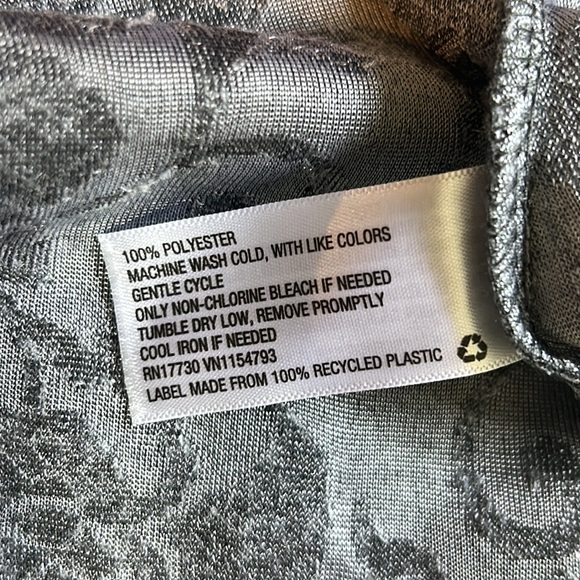 100% POLYESTER
MACHINE WASH COLD, WITH LIKE COLORS
GENTLE CYCLE
ONLY NON-CHLORINE BLEACH IF NEEDED
TUMBLE DRY LOW, REMOVE PROMPTLY
COOL IRON IF NEEDED
RN17730 VN1154793
LABEL MADE FROM 100% RECYCLED PLASTIC